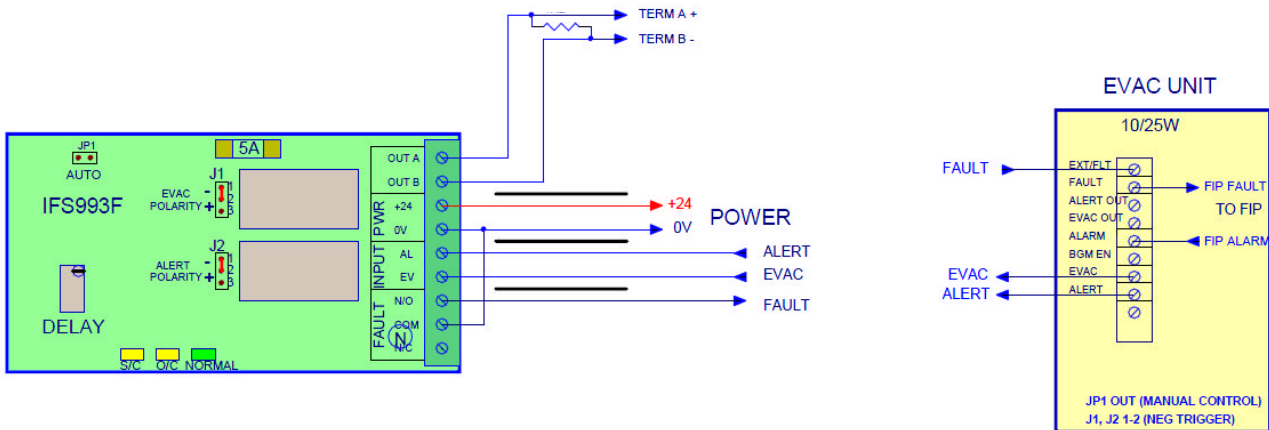 TERM A +
TERM B -
JP1
AUTO
5A
IFS993F
J1
EVAC
POLARITY
-
+
1
2
3
J2
ALERT
POLARITY
-
+
1
2
3
DELAY
S/C
O/C
NORMAL
OUT A
OUT B
PWR
+24
0V
INPUT
AL
EV
FAULT
N/O
COM
N
N/C
+24
0V
POWER
ALERT
EVAC
FAULT
EVAC UNIT
10/25W
FAULT
EXT/FLT
FAULT
ALERT OUT
EVAC OUT
ALARM
BGM EN
EVAC
ALERT
EVAC
ALERT
FIP FAULT
TO FIP
FIP ALARM
JP1 OUT (MANUAL CONTROL)
J1, J2 1-2 (NEG TRIGGER)